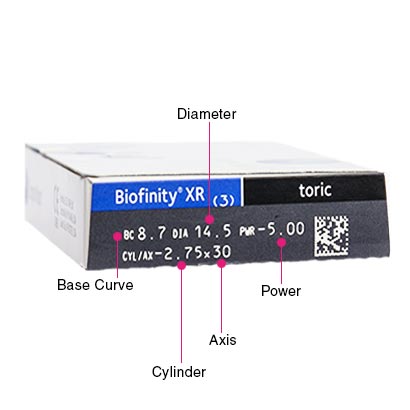 Diameter
Biofinity® XR (3) toric
BC 8.7 DIA 14.5 PWR -5.00
CYL/AX -2.75x30
Base Curve
Power
Axis
Cylinder